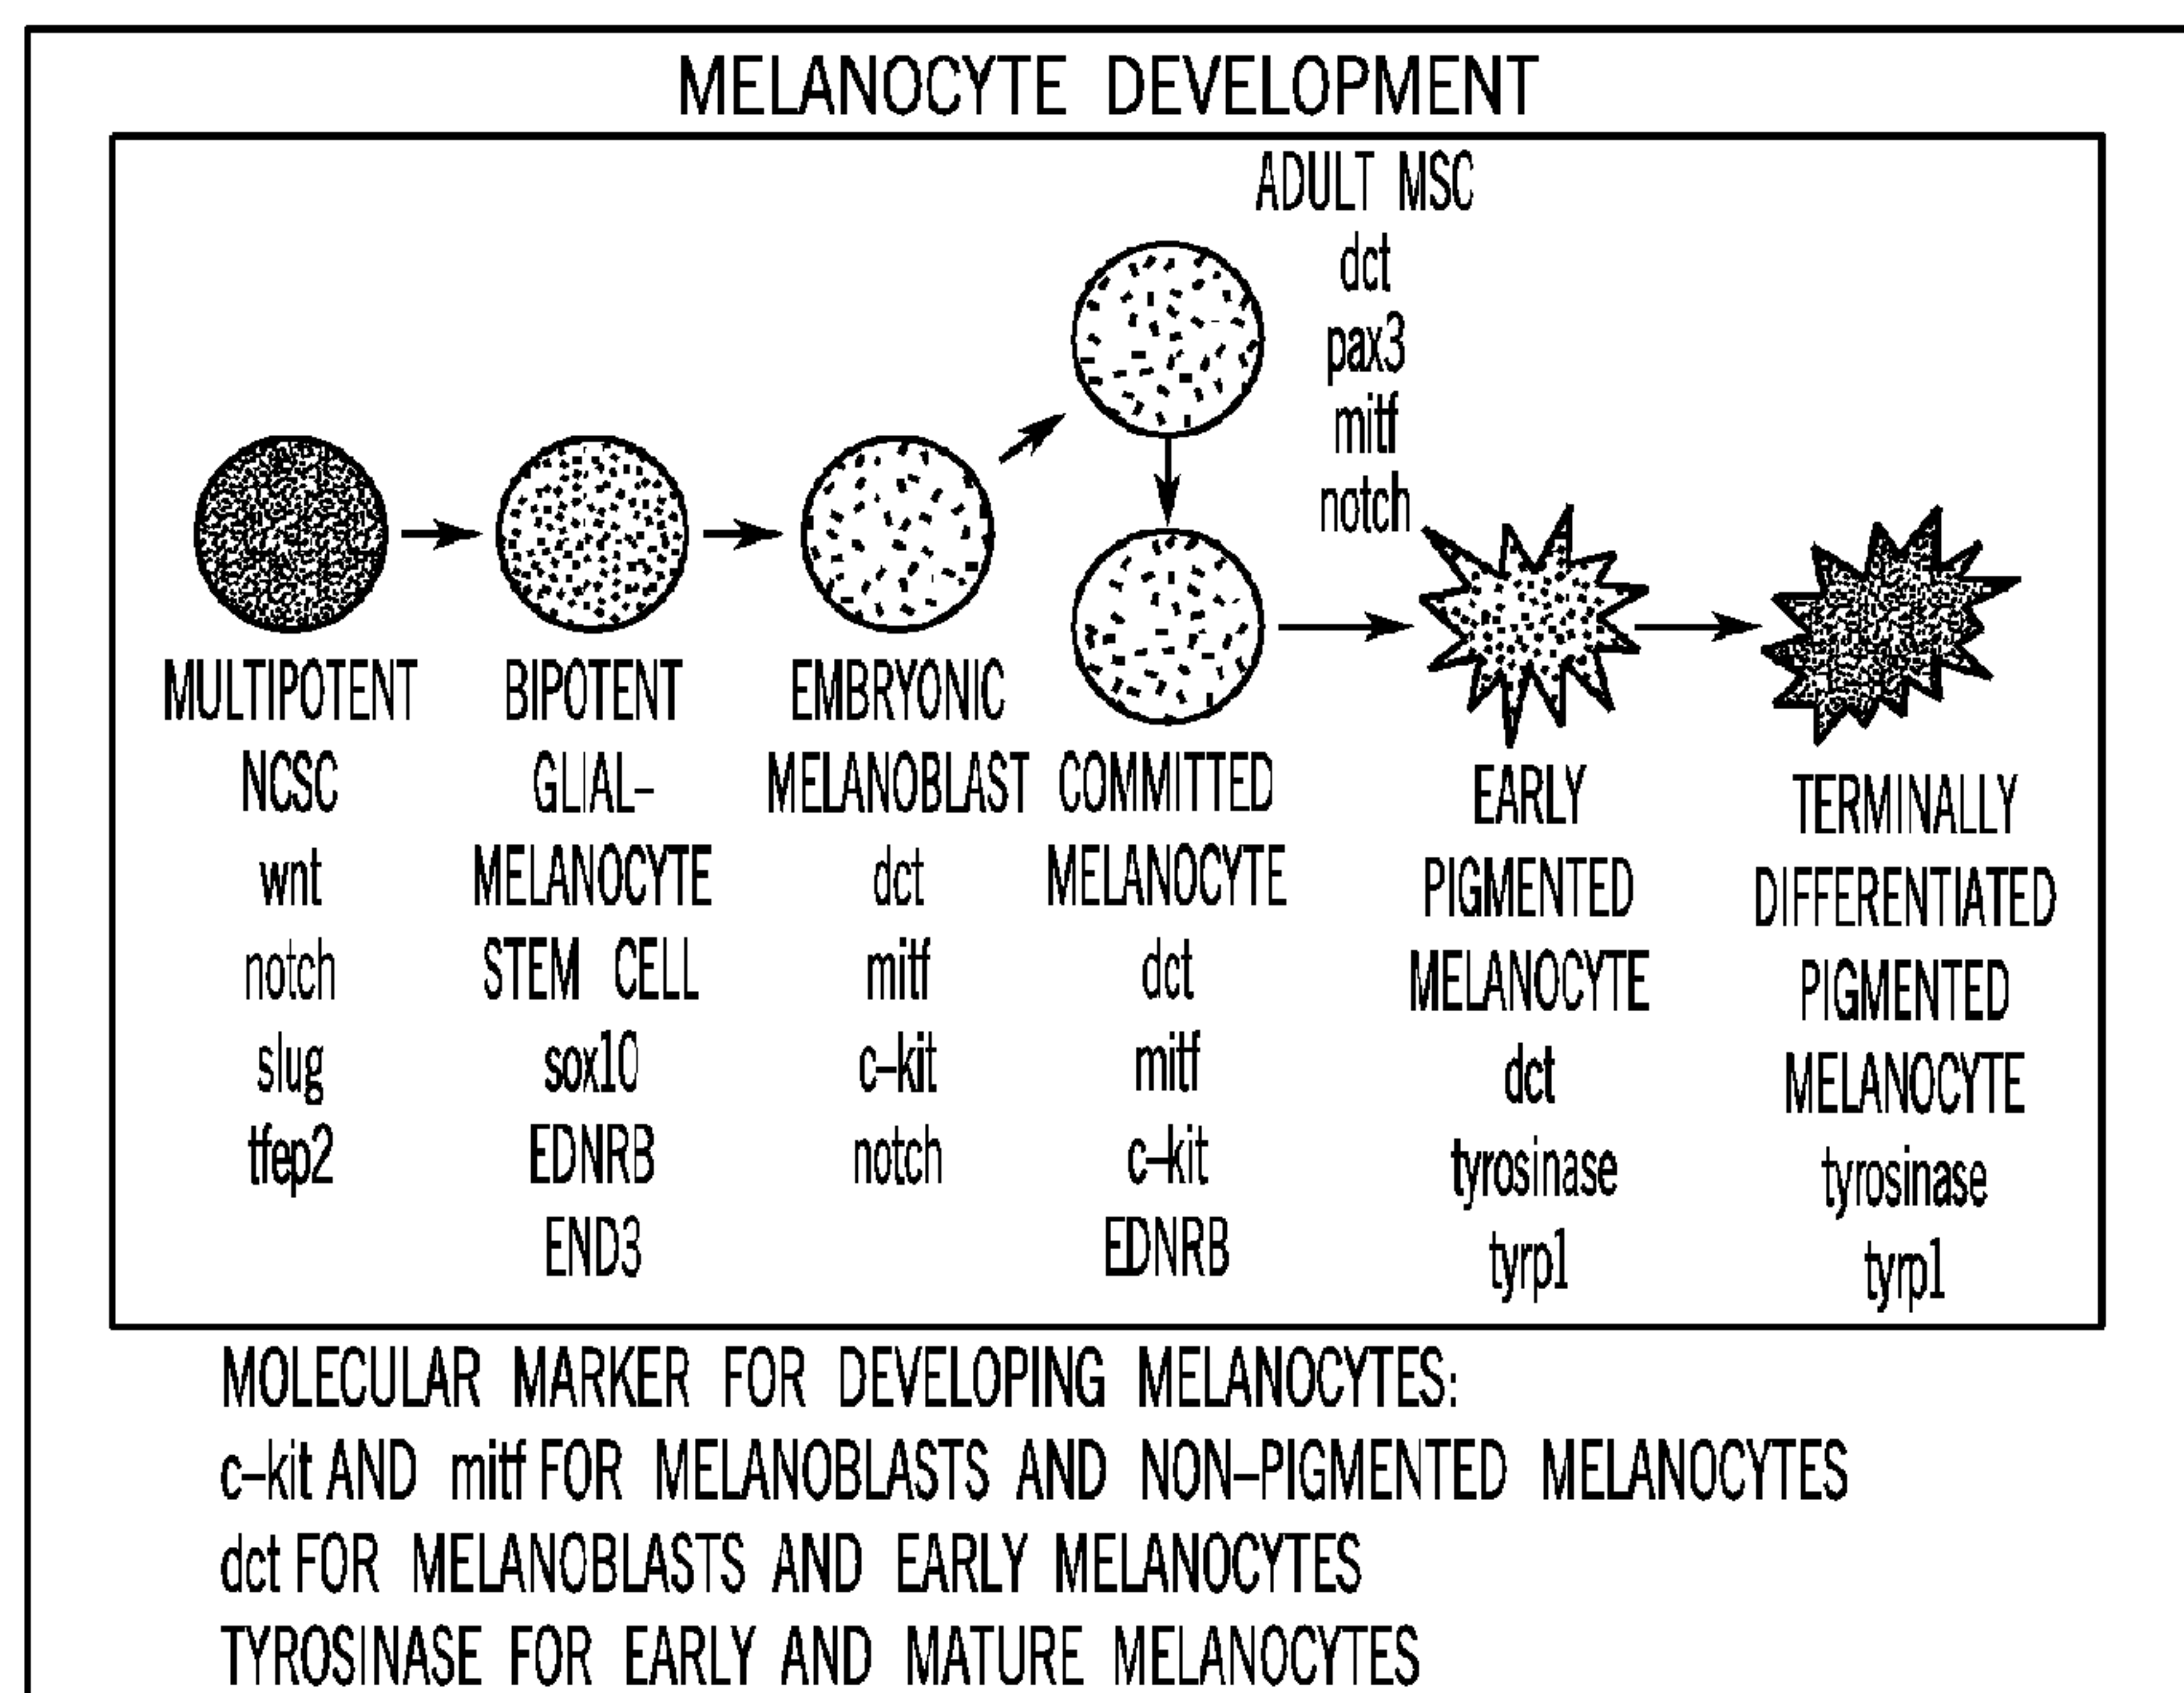 MELANOCYTE DEVELOPMENT
ADULT MSC
dct
pax3
mitf
notch
MULTIPOTENT
NCSC
wnt
notch
slug
tfep2
BIPOTENT
GLIAL-
MELANOCYTE
STEM CELL
sox10
EDNRB
END3
EMBRYONIC
MELANOBLAST
dct
mitf
c-kit
notch
COMMITTED
MELANOCYTE
dct
mitf
c-kit
EDNRB
EARLY
PIGMENTED
MELANOCYTE
dct
tyrosinase
tyrp1
TERMINALLY
DIFFERENTIATED
PIGMENTED
MELANOCYTE
tyrosinase
tyrp1
MOLECULAR MARKER FOR DEVELOPING MELANOCYTES:
c-kit AND mitf FOR MELANOBLASTS AND NON-PIGMENTED MELANOCYTES
dct FOR MELANOBLASTS AND EARLY MELANOCYTES
TYROSINASE FOR EARLY AND MATURE MELANOCYTES